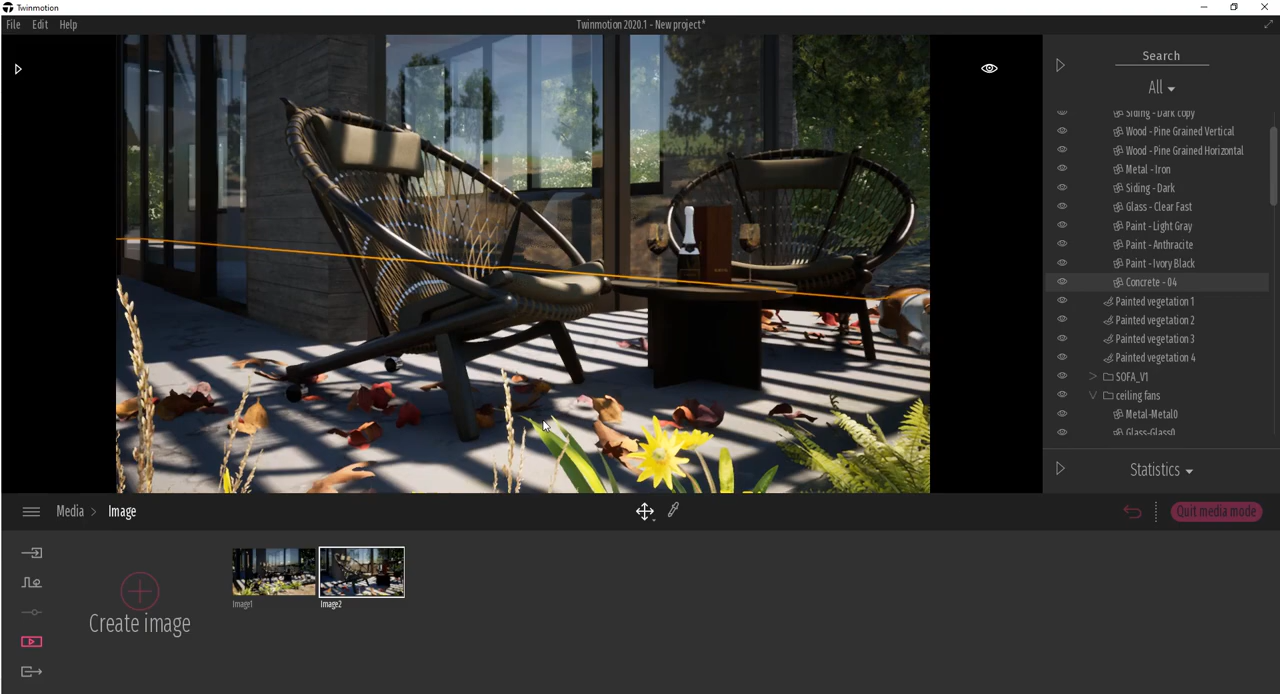 Twinmotion
File Edit Help
Twinmotion 2020.1 - New project*
Search
All
Siding - Dark copy
Wood - Pine Grained Vertical
Wood - Pine Grained Horizontal
Metal - Iron
Siding - Dark
Glass - Clear Fast
Paint - Light Gray
Paint - Anthracite
Paint - Ivory Black
Concrete - 04
Painted vegetation 1
Painted vegetation 2
Painted vegetation 3
Painted vegetation 4
SOFA_V1
ceiling fans
Metal-Metal0
Glass-Glass0
Statistics
Media > Image
Quit media mode
Create image
Image1
Image2